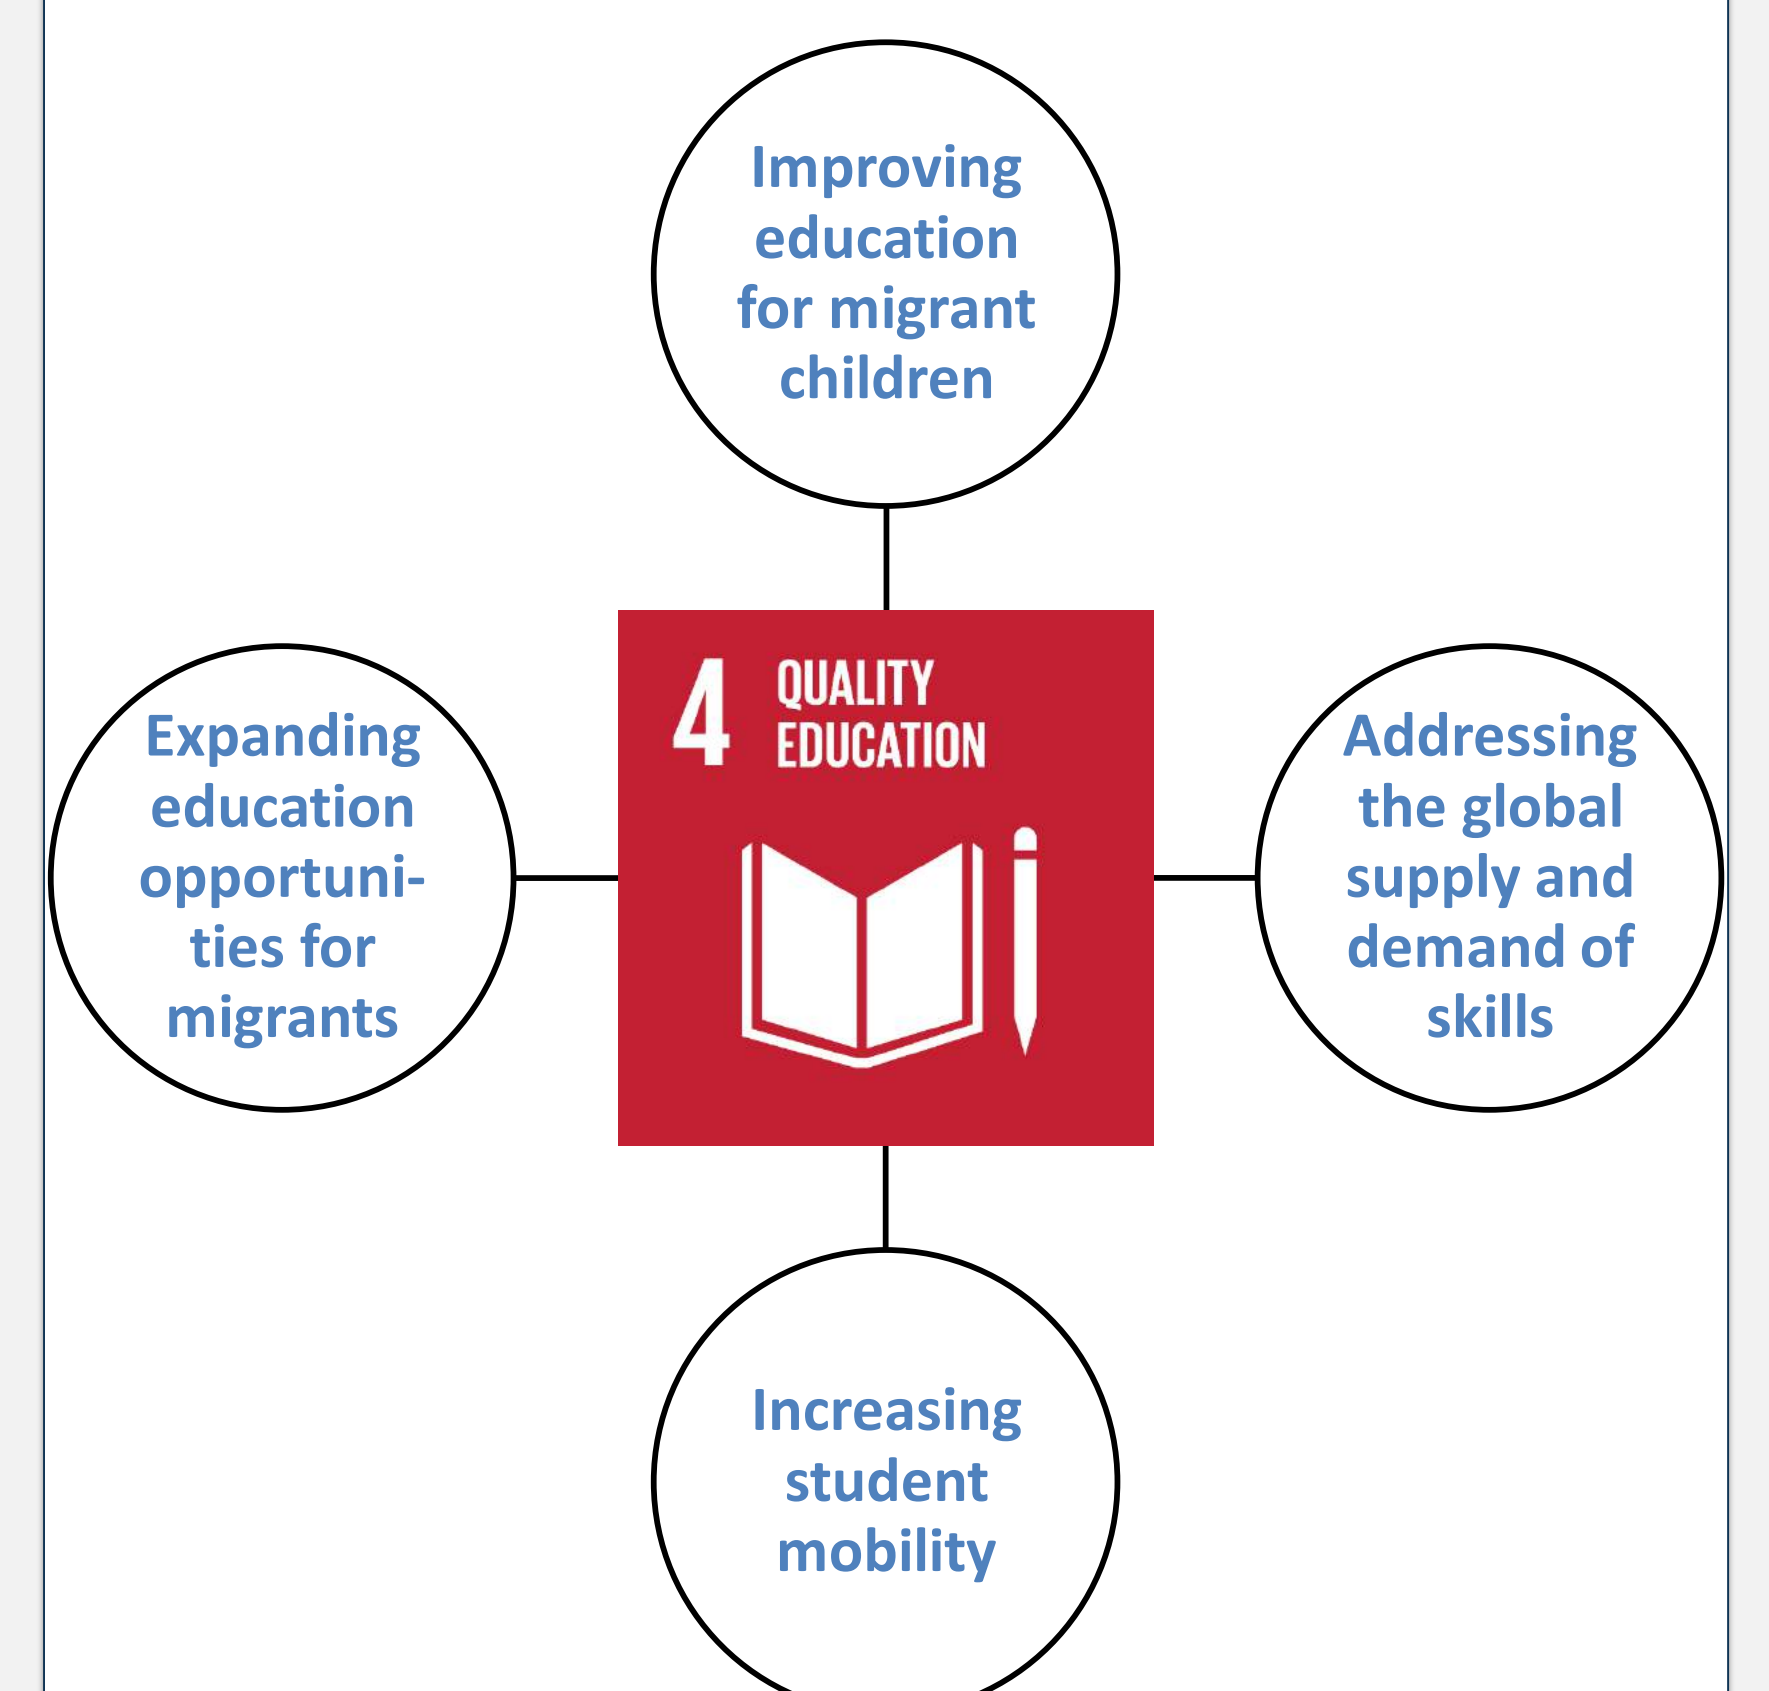 Improving
education
for migrant
children
4 QUALITY
EDUCATION
Expanding
education
opportuni-
ties for
migrants
Addressing
the global
supply and
demand of
skills
Increasing
student
mobility